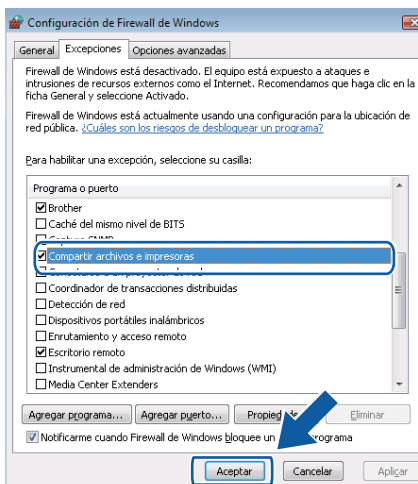 Configuración de Firewall de Windows
General Excepciones Opciones avanzadas
Firewall de Windows está desactivado. El equipo está expuesto a ataques e
intrusiones de recursos externos como el Internet. Recomendamos que haga clic en la
ficha General y seleccione Activado.
Firewall de Windows está actualmente usando una configuración para la ubicación de
red pública. ¿Cuáles son los riesgos de desbloquear un programa?
Para habilitar una excepción, seleccione su casilla:
Programa o puerto
Brother
Caché del mismo nivel de BITS
Compartir archivos e impresoras
Coordinador de transacciones distribuidas
Detección de red
Dispositivos portátiles inalámbricos
Enrutamiento y acceso remoto
Escritorio remoto
Instrumental de administración de Windows (WMI)
Media Center Extenders
Agregar programa... Agregar puerto... Eliminar
Notificarme cuando Firewall de Windows bloquee un programa
Aceptar Cancelar Aplicar